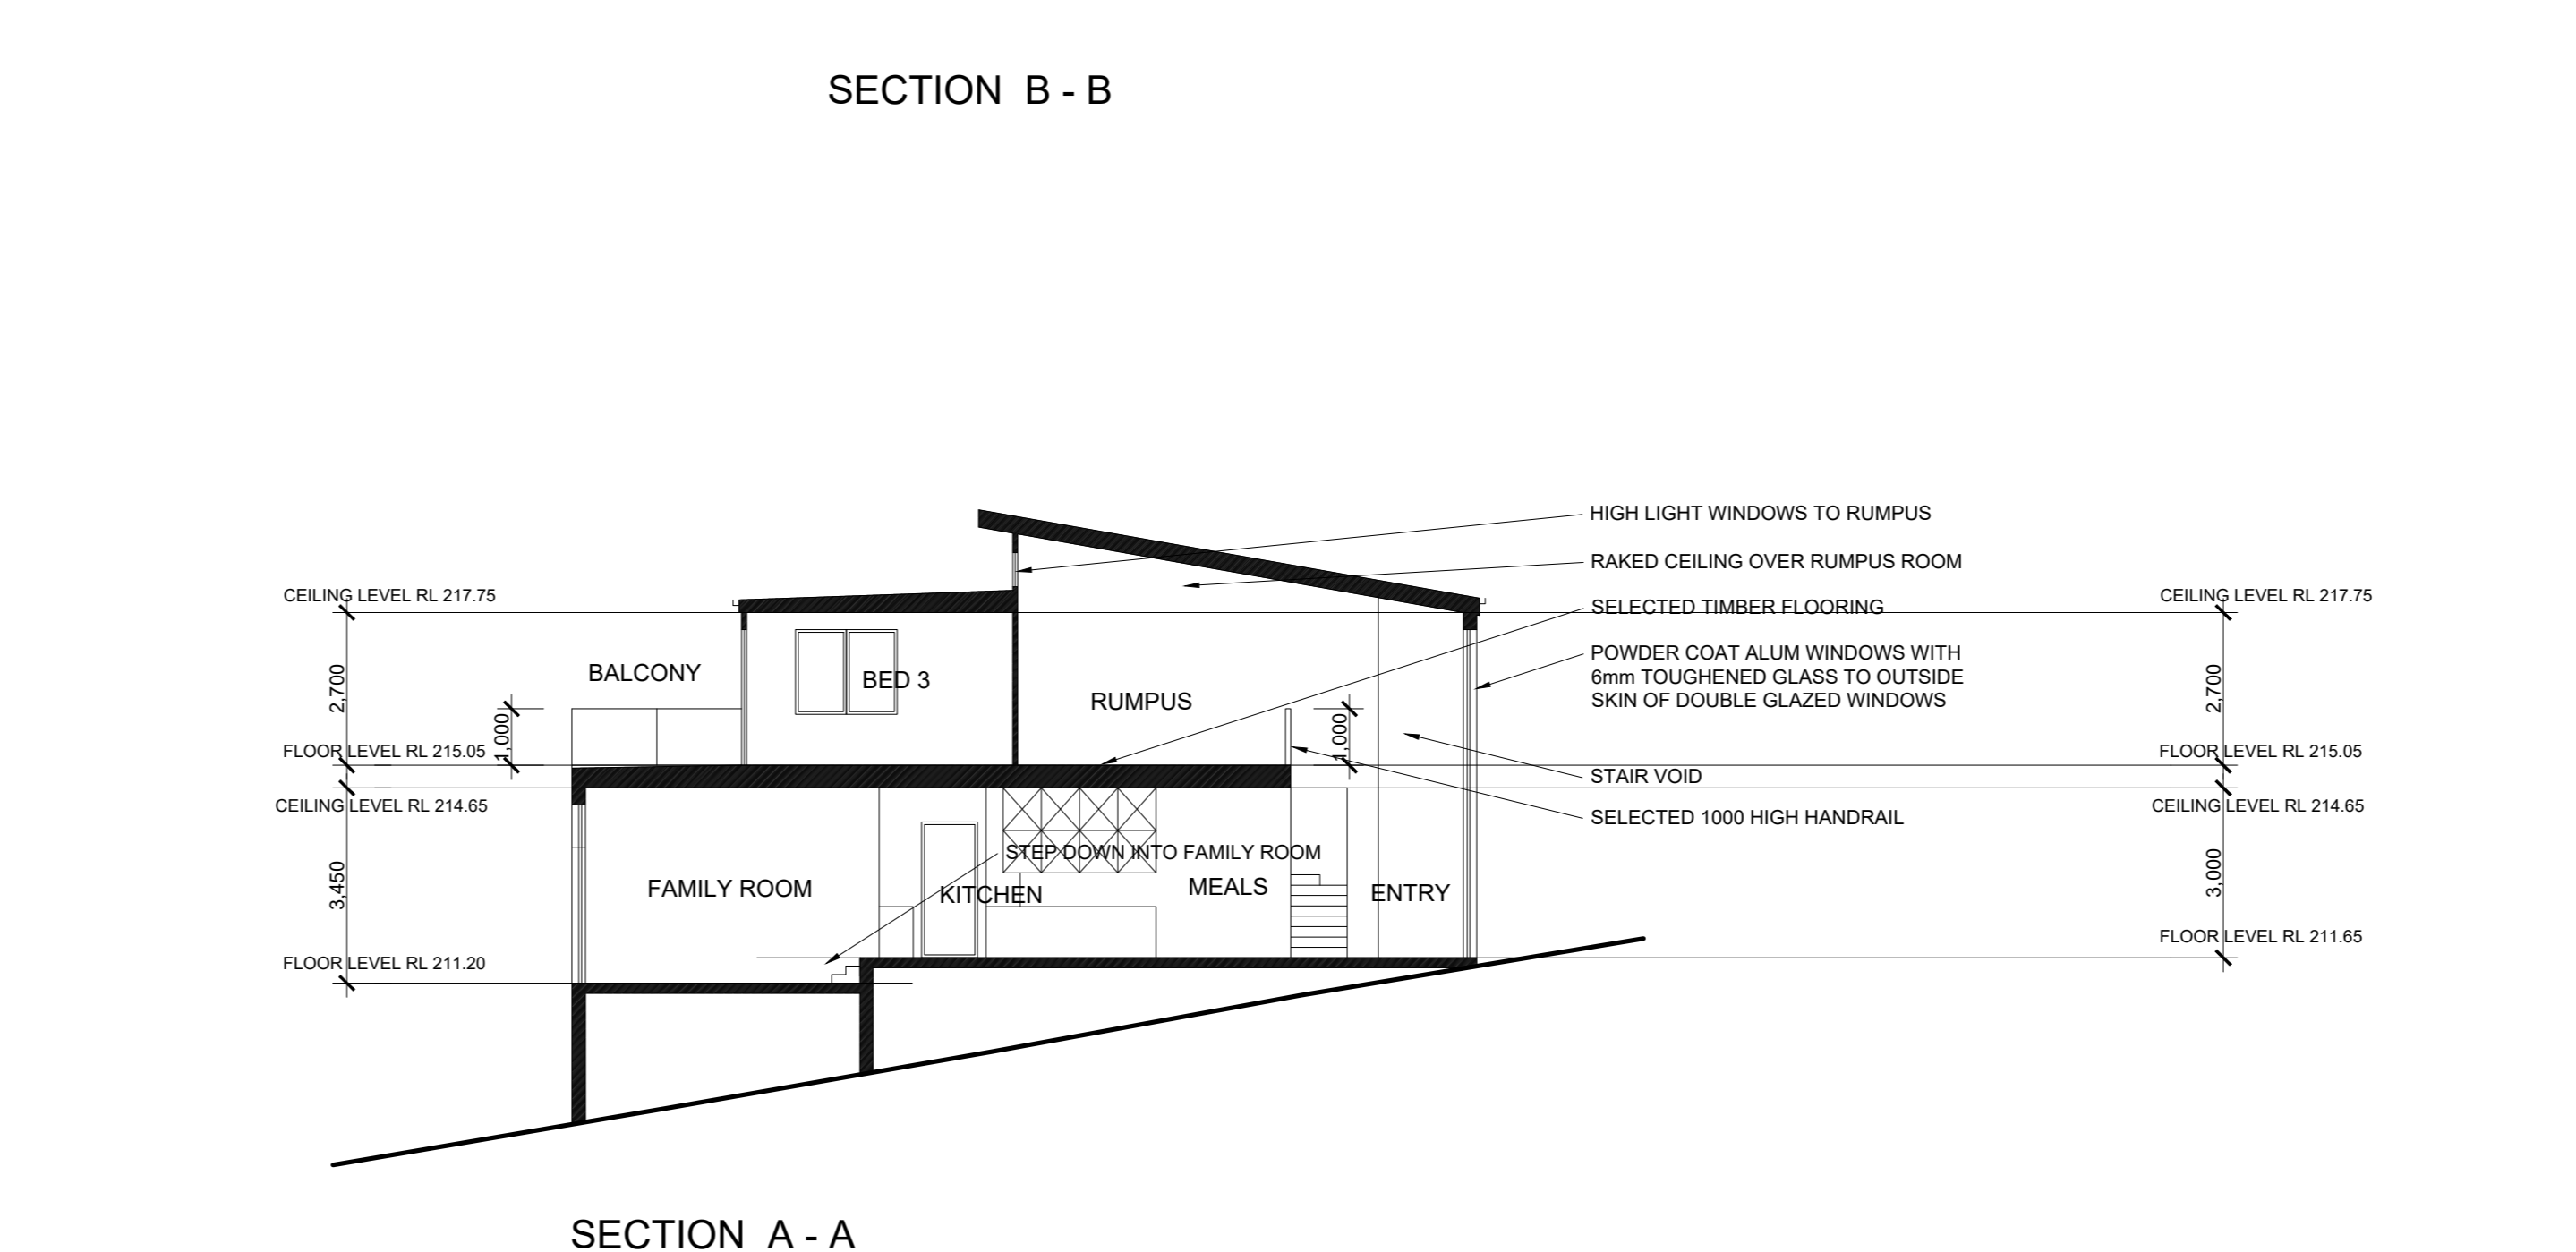 SECTION B - B
HIGH LIGHT WINDOWS TO RUMPUS
RAKED CEILING OVER RUMPUS ROOM
CEILING LEVEL RL 217.75
CEILING LEVEL RL 217.75
SELECTED TIMBER FLOORING
POWDER COAT ALUM WINDOWS WITH
6mm TOUGHENED GLASS TO OUTSIDE
SKIN OF DOUBLE GLAZED WINDOWS
BALCONY
BED 3
RUMPUS
2,700
1,000
1,000
2,700
FLOOR LEVEL RL 215.05
FLOOR LEVEL RL 215.05
STAIR VOID
CEILING LEVEL RL 214.65
CEILING LEVEL RL 214.65
SELECTED 1000 HIGH HANDRAIL
STEP DOWN INTO FAMILY ROOM
3,450
FAMILY ROOM
KITCHEN
MEALS
ENTRY
3,000
FLOOR LEVEL RL 211.65
FLOOR LEVEL RL 211.20
SECTION A - A